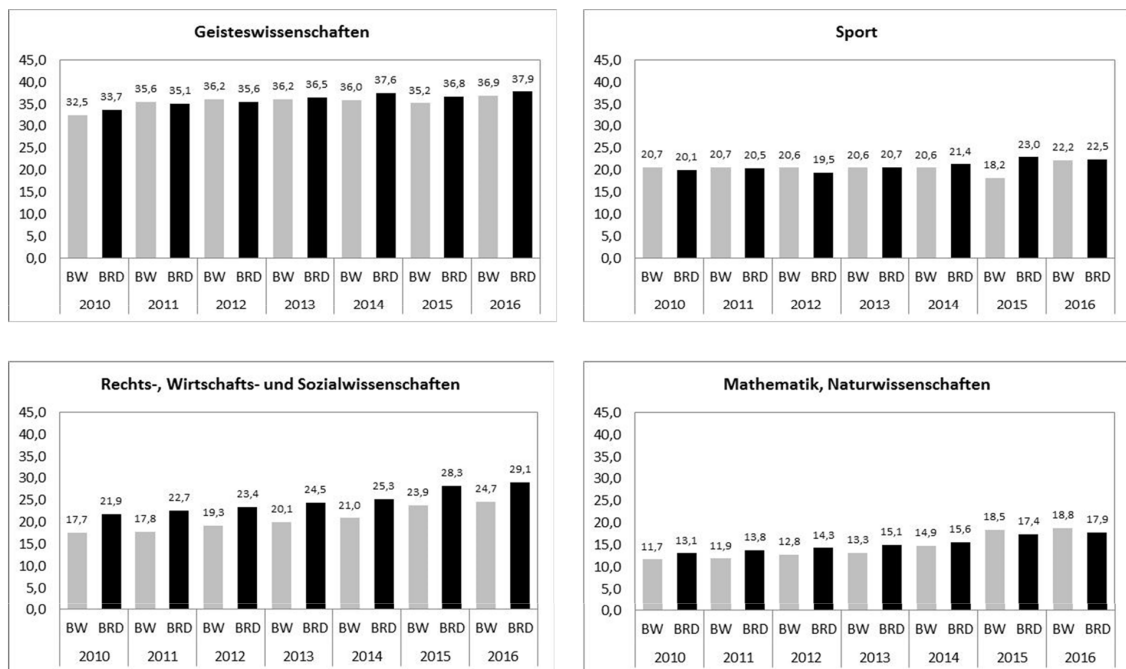 Geisteswissenschaften
45,0
40,0
35,0
30,0
25,0
20,0
15,0
10,0
5,0
0,0
32,5 33,7 35,6 35,1 36,2 35,6 36,2 36,5 36,0 37,6 35,2 36,8 36,9 37,9
BW BRD BW BRD BW BRD BW BRD BW BRD BW BRD BW BRD
2010 2011 2012 2013 2014 2015 2016
Sport
45,0
40,0
35,0
30,0
25,0
20,0
15,0
10,0
5,0
0,0
20,7 20,1 20,7 20,5 20,6 19,5 20,6 20,7 20,6 21,4 18,2 23,0 22,2 22,5
BW BRD BW BRD BW BRD BW BRD BW BRD BW BRD BW BRD
2010 2011 2012 2013 2014 2015 2016
Rechts-, Wirtschafts- und Sozialwissenschaften
45,0
40,0
35,0
30,0
25,0
20,0
15,0
10,0
5,0
0,0
17,7 21,9 17,8 22,7 19,3 23,4 20,1 24,5 21,0 25,3 23,9 28,3 24,7 29,1
BW BRD BW BRD BW BRD BW BRD BW BRD BW BRD BW BRD
2010 2011 2012 2013 2014 2015 2016
Mathematik, Naturwissenschaften
45,0
40,0
35,0
30,0
25,0
20,0
15,0
10,0
5,0
0,0
11,7 13,1 11,9 13,8 12,8 14,3 13,3 15,1 14,9 15,6 18,5 17,4 18,8 17,9
BW BRD BW BRD BW BRD BW BRD BW BRD BW BRD BW BRD
2010 2011 2012 2013 2014 2015 2016